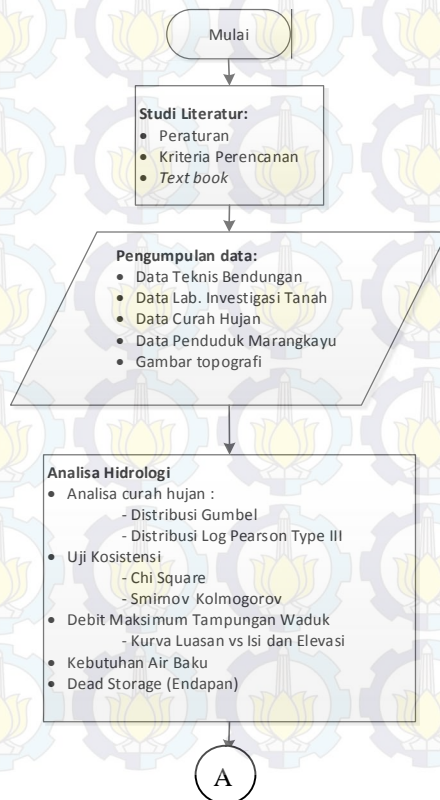 Mulai
Studi Literatur:
• Peraturan
• Kriteria Perencanan
• Text book
Pengumpulan data:
• Data Teknis Bendungan
• Data Lab. Investigasi Tanah
• Data Curah Hujan
• Data Penduduk Marangkayu
• Gambar topografi
Analisa Hidrologi
• Analisa curah hujan :
- Distribusi Gumbel
- Distribusi Log Pearson Type III
• Uji Kosistensi
- Chi Square
- Smimov Kolmogorov
• Debit Maksimum Tampungan Waduk
- Kurva Luasan vs Isi dan Elevasi
• Kebutuhan Air Baku
• Dead Storage (Endapan)
A